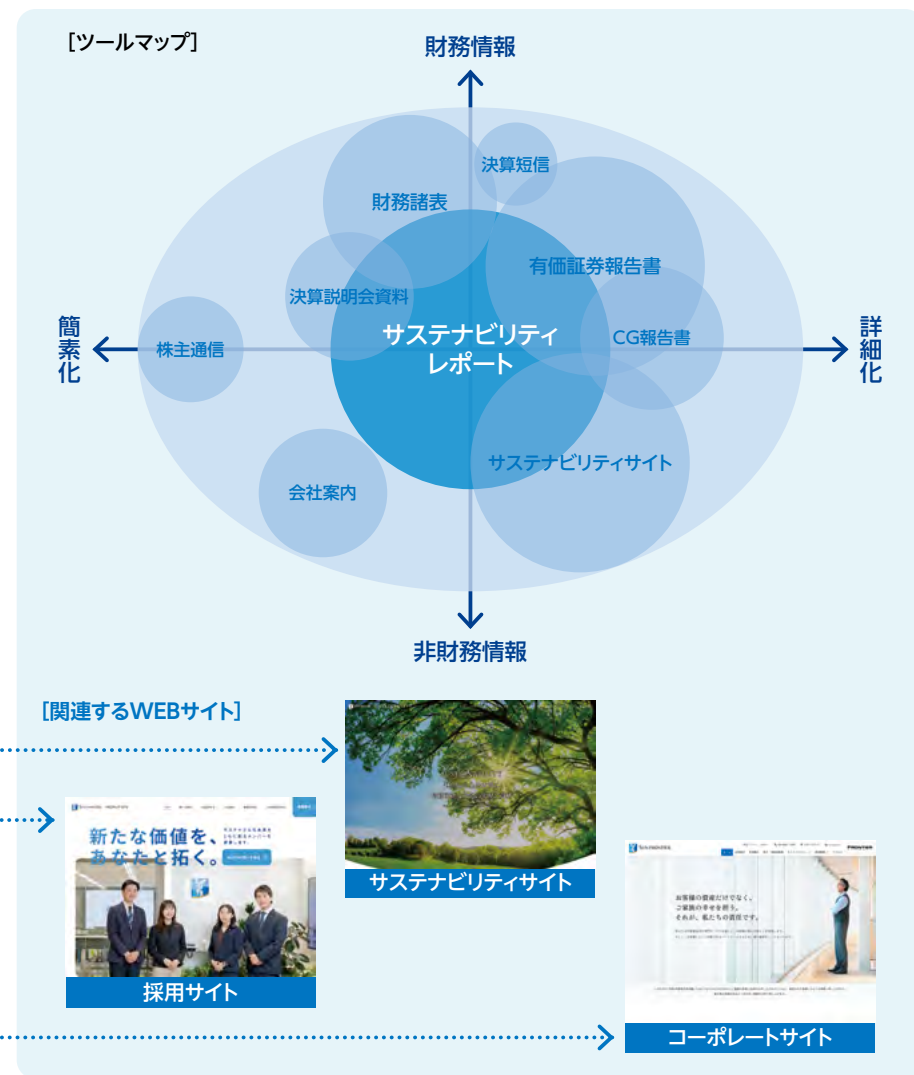 [ツールマップ]
財務情報
決算短信
財務諸表
有価証券報告書
決算説明会資料
簡素化
株主通信
サステナビリティ
レポート
CG報告書
詳細化
サステナビリティサイト
会社案内
非財務情報
[関連するWEBサイト]
サステナビリティサイト
新たな価値を、
あなたと拓く。
採用サイト
お客様の資産だけでなく、
ご家族の幸せを担う。
それが、私たちの責任です。
コーポレートサイト